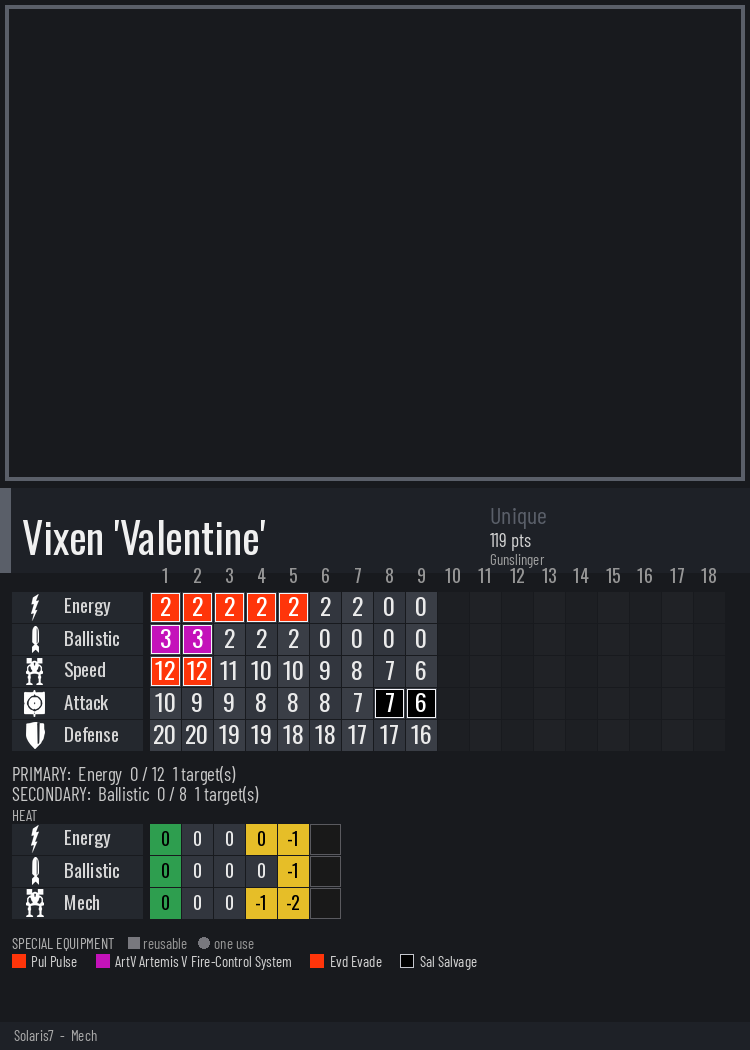 Vixen 'Valentine'
Unique
119 pts
Gunslinger
1 2 3 4 5 6 7 8 9 10 11 12 13 14 15 16 17 18
Energy 2 2 2 2 2 2 2 0 0
Ballistic 3 3 2 2 2 0 0 0 0
Speed 12 12 11 10 10 9 8 7 6
Attack 10 9 9 8 8 8 7 7 6
Defense 20 20 19 19 18 18 17 17 16
PRIMARY: Energy 0 / 12 1 target(s)
SECONDARY: Ballistic 0 / 8 1 target(s)
HEAT
Energy 0 0 0 0 -1
Ballistic 0 0 0 0 -1
Mech 0 0 0 -1 -2
SPECIAL EQUIPMENT reusable one use
Pul Pulse ArtV Artemis V Fire-Control System Evd Evade Sal Salvage
Solaris7 - Mech